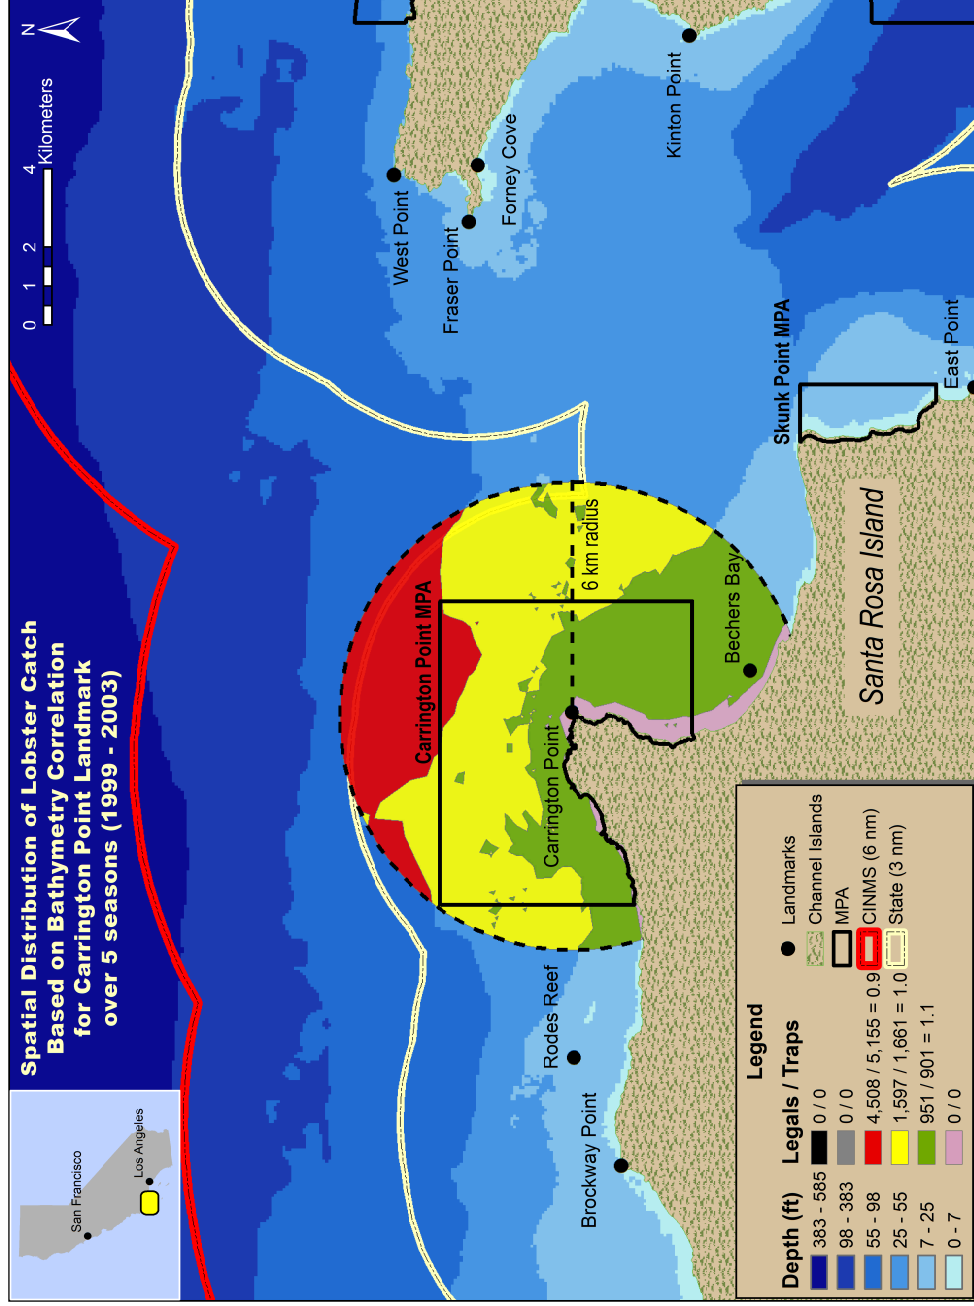 Spatial Distribution of Lobster Catch
Based on Bathymetry Correlation
for Carrington Point Landmark
over 5 seasons (1999 - 2003)
0 1 2 4
Kilometers
N
San Francisco
Los Angeles
West Point
Fraser Point
Forney Cove
Kinton Point
Carrington Point MPA
6 km radius
Skunk Point MPA
East Point
Rodes Reef
Carrington Point
Bechers Bay
Brockway Point
Santa Rosa Island
Legend
Depth (ft) Legals / Traps
383 - 585 0 / 0
98 - 383 0 / 0
55 - 98 4,508 / 5,155 = 0.9
25 - 55 1,597 / 1,661 = 1.0
7 - 25 951 / 901 = 1.1
0 - 7 0 / 0
Landmarks
Channel Islands
MPA
CINMS (6 nm)
State (3 nm)